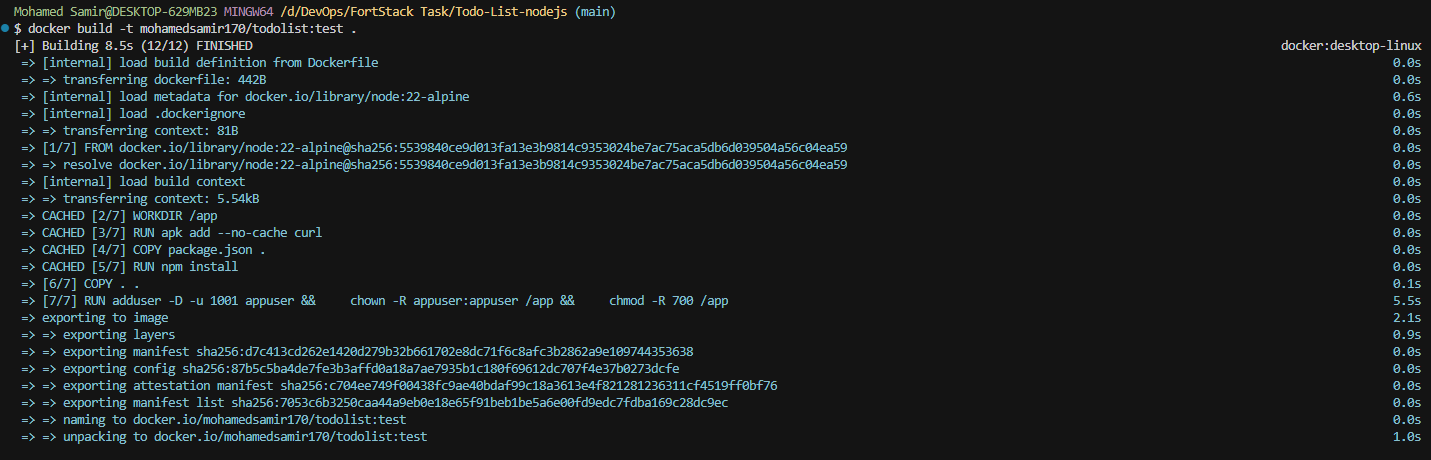 Mohamed Samir@DESKTOP-629MB23 MINGW64 /d/DevOps/FortStack Task/Todo-List-nodejs (main)
$ docker build -t mohamedsamir170/todolist:test .
[+] Building 8.5s (12/12) FINISHED docker:desktop-linux
=> [internal] load build definition from Dockerfile 0.0s
=> => transferring dockerfile: 442B 0.0s
=> [internal] load metadata for docker.io/library/node:22-alpine 0.6s
=> [internal] load .dockerignore 0.0s
=> => transferring context: 81B 0.0s
=> [1/7] FROM docker.io/library/node:22-alpine@sha256:5539840ce9d013fa13e3b9814c9353024be7ac75aca5db6d039504a56c04ea59 0.0s
=> => resolve docker.io/library/node:22-alpine@sha256:5539840ce9d013fa13e3b9814c9353024be7ac75aca5db6d039504a56c04ea59 0.0s
=> [internal] load build context 0.0s
=> => transferring context: 5.54kB 0.0s
=> CACHED [2/7] WORKDIR /app 0.0s
=> CACHED [3/7] RUN apk add --no-cache curl 0.0s
=> CACHED [4/7] COPY package.json . 0.0s
=> CACHED [5/7] RUN npm install 0.0s
=> [6/7] COPY . . 0.1s
=> [7/7] RUN adduser -D -u 1001 appuser &&     chown -R appuser:appuser /app &&     chmod -R 700 /app 5.5s
=> exporting to image 2.1s
=> => exporting layers 0.9s
=> => exporting manifest sha256:d7c413cd262e1420d279b32b661702e8dc71f6c8afc3b2862a9e109744353638 0.0s
=> => exporting config sha256:87b5c5ba4de7fe3b3affd0a18a7ae7935b1c180f69612dc707f4e37b0273dcfe 0.0s
=> => exporting attestation manifest sha256:c704ee749f00438fc9ae40bdaf99c18a3613e4f821281236311cf4519ff0bf76 0.0s
=> => exporting manifest list sha256:7053c6b3250caa44a9eb0e18e65f91beb1be5a6e00fd9edc7fdba169c28dc9ec 0.0s
=> => naming to docker.io/mohamedsamir170/todolist:test 0.0s
=> => unpacking to docker.io/mohamedsamir170/todolist:test 1.0s